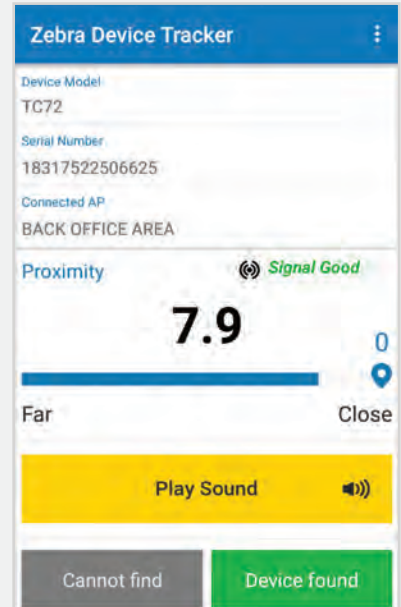 Zebra Device Tracker
Device Model
TC72
Serial Number
18317522506625
Connected AP
BACK OFFICE AREA
Proximity Signal Good
7.9
0
Far Close
Play Sound
Cannot find Device found